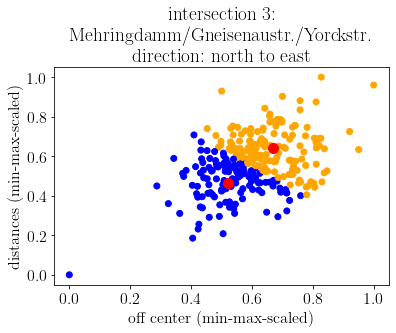 intersection 3:
Mehringdamm/Gneisenaustr./Yorckstr.
direction: north to east
distances (min-max-scaled)
1.0
0.8
0.6
0.4
0.2
0.0
0.0 0.2 0.4 0.6 0.8 1.0
off center (min-max-scaled)